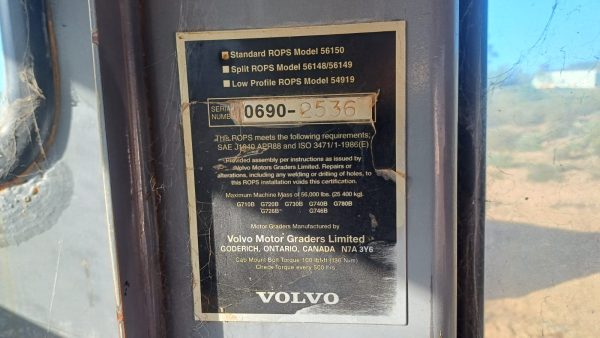 Standard ROPS Model 56150
Split ROPS Model 56148/56149
Low Profile ROPS Model 54919
SERIAL NUMBER 0690-2536
This ROPS meets the following requirements;
SAE J1040 APR88 and ISO 3471/1-1986(E)
Provided assembly per instructions as issued by
Volvo Motor Graders Limited. Repairs or
alterations, including any welding or drilling of holes, to
this ROPS installation voids this certification.
Maximum Machine Mass of 56,000 lbs. (25 400 kg).
G710B G720B G730B G740B G780B
G726B G746B
Motor Graders Manufactured by
Volvo Motor Graders Limited
GODERICH, ONTARIO, CANADA N7A 3Y6
Cab Mount Bolt Torque 100 lbf-ft (136 N•m)
Check Torque every 500 hrs
VOLVO